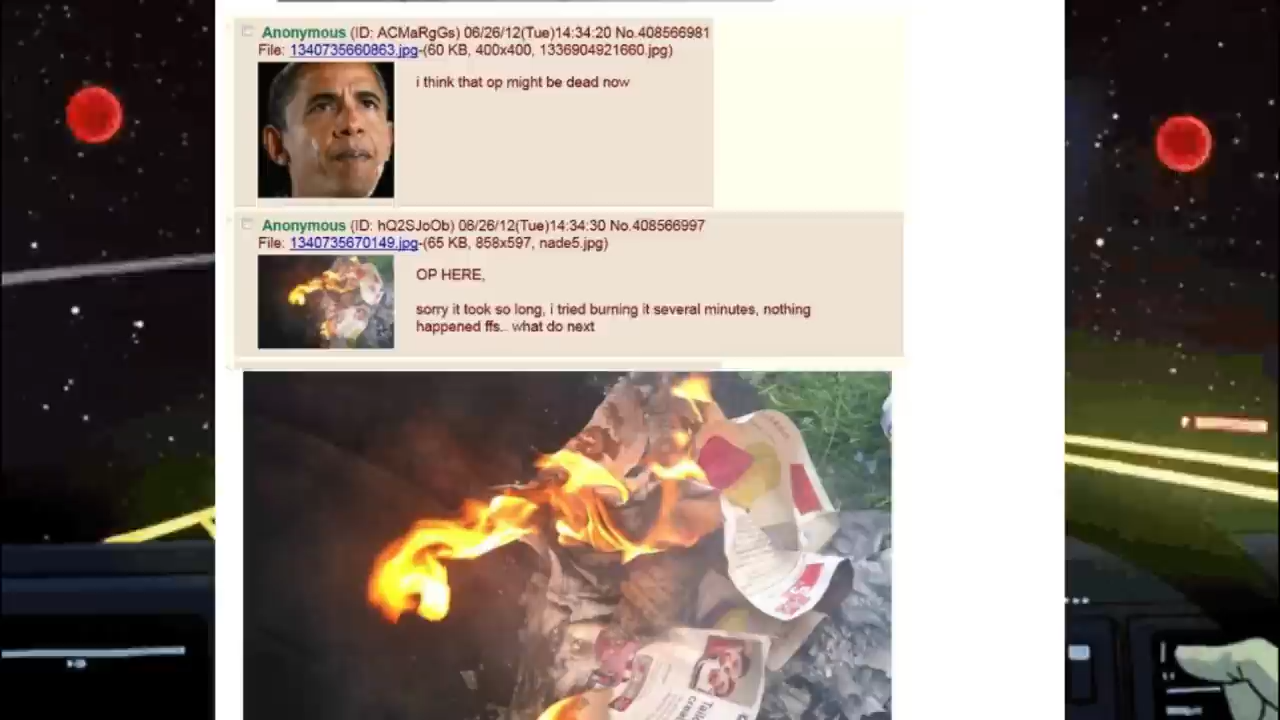 Anonymous (ID: ACMaRgGs) 06/26/12(Tue)14:34:20 No.408566981
File: 1340735660863.jpg-(60 KB, 400x400, 1336904921660.jpg)
i think that op might be dead now
Anonymous (ID: hQ2SJoOb) 06/26/12(Tue)14:34:30 No.408566997
File: 1340735670149.jpg-(65 KB, 858x597, nade5.jpg)
OP HERE,
sorry it took so long, i tried burning it several minutes, nothing
happened ffs.. what do next